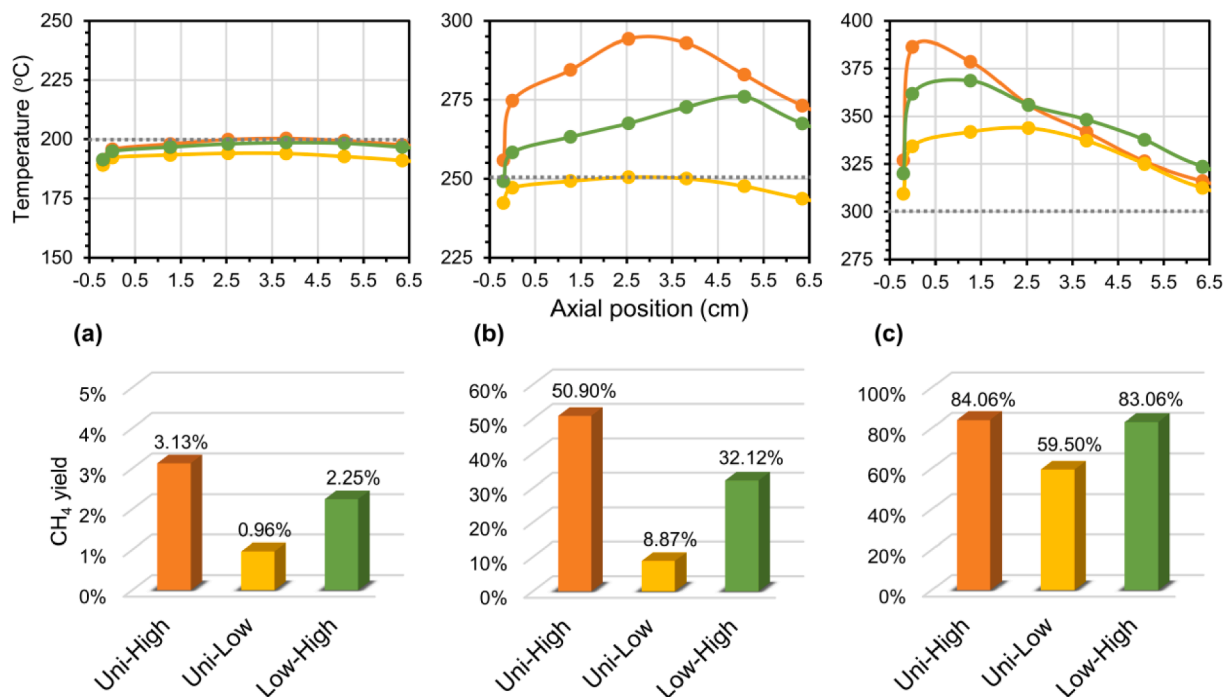 250
225
200
175
150
Temperature (°C)
-0.5 0.5 1.5 2.5 3.5 4.5 5.5 6.5
300
275
250
225
-0.5 0.5 1.5 2.5 3.5 4.5 5.5 6.5
400
375
350
325
300
275
-0.5 0.5 1.5 2.5 3.5 4.5 5.5 6.5
Axial position (cm)
(a)
(b)
(c)
5%
4%
3%
2%
1%
0%
CH₄ yield
3.13%
0.96%
2.25%
Uni-High
Uni-Low
Low-High
60%
50%
40%
30%
20%
10%
0%
50.90%
8.87%
32.12%
Uni-High
Uni-Low
Low-High
100%
80%
60%
40%
20%
0%
84.06%
59.50%
83.06%
Uni-High
Uni-Low
Low-High